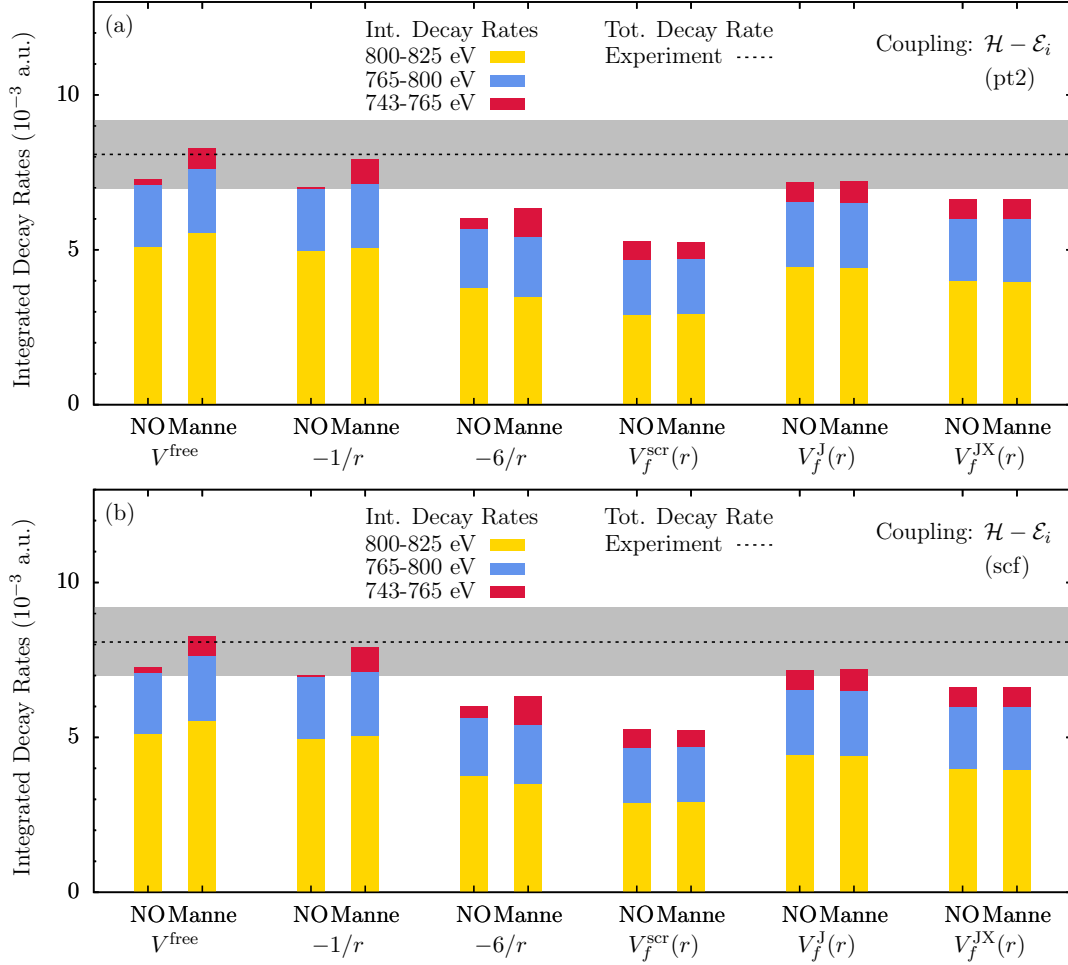 (a)
Int. Decay Rates
800-825 eV
765-800 eV
743-765 eV
Tot. Decay Rate
Experiment
Coupling: ℋ − ℰᵢ
(pt2)
Integrated Decay Rates (10⁻³ a.u.)
10
5
0
NO Manne NO Manne NO Manne NO Manne NO Manne NO Manne
V^free −1/r −6/r V_f^scr(r) V_f^J(r) V_f^JX(r)
(b)
Int. Decay Rates
800-825 eV
765-800 eV
743-765 eV
Tot. Decay Rate
Experiment
Coupling: ℋ − ℰᵢ
(scf)
Integrated Decay Rates (10⁻³ a.u.)
10
5
0
NO Manne NO Manne NO Manne NO Manne NO Manne NO Manne
V^free −1/r −6/r V_f^scr(r) V_f^J(r) V_f^JX(r)